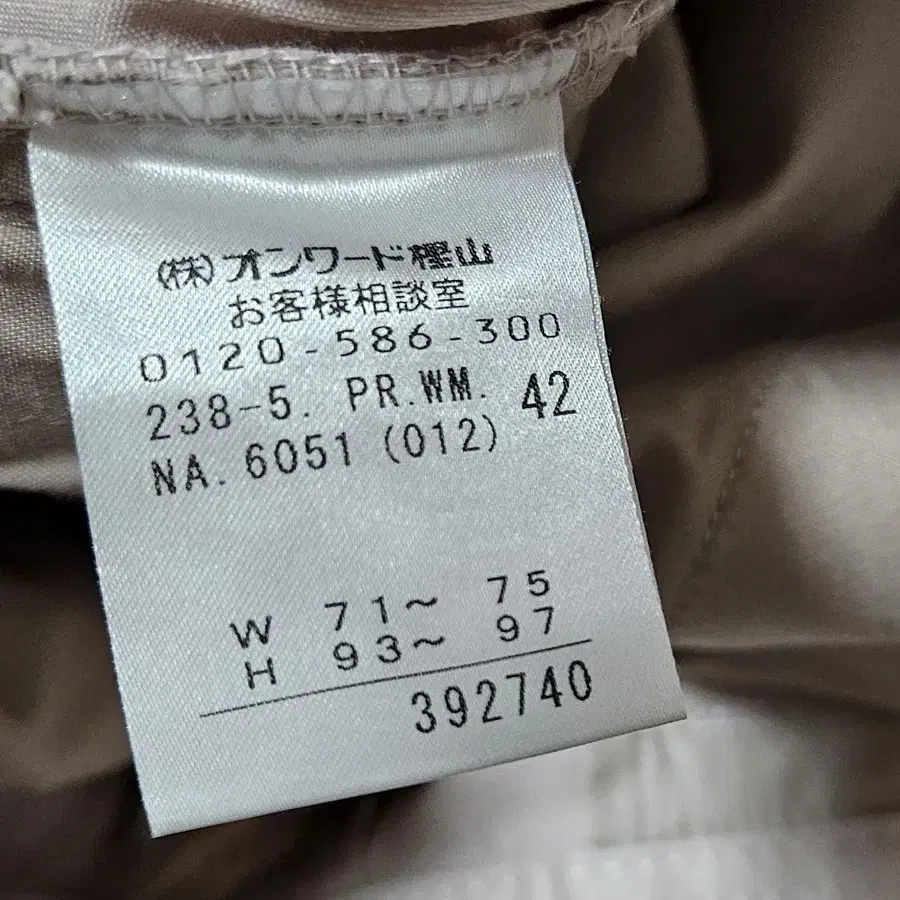 (株)オンワード樫山
お客様相談室
0120-586-300
238-5. PR.WM. 42
NA. 6051 (012)
W 71～ 75
H 93～ 97
392740